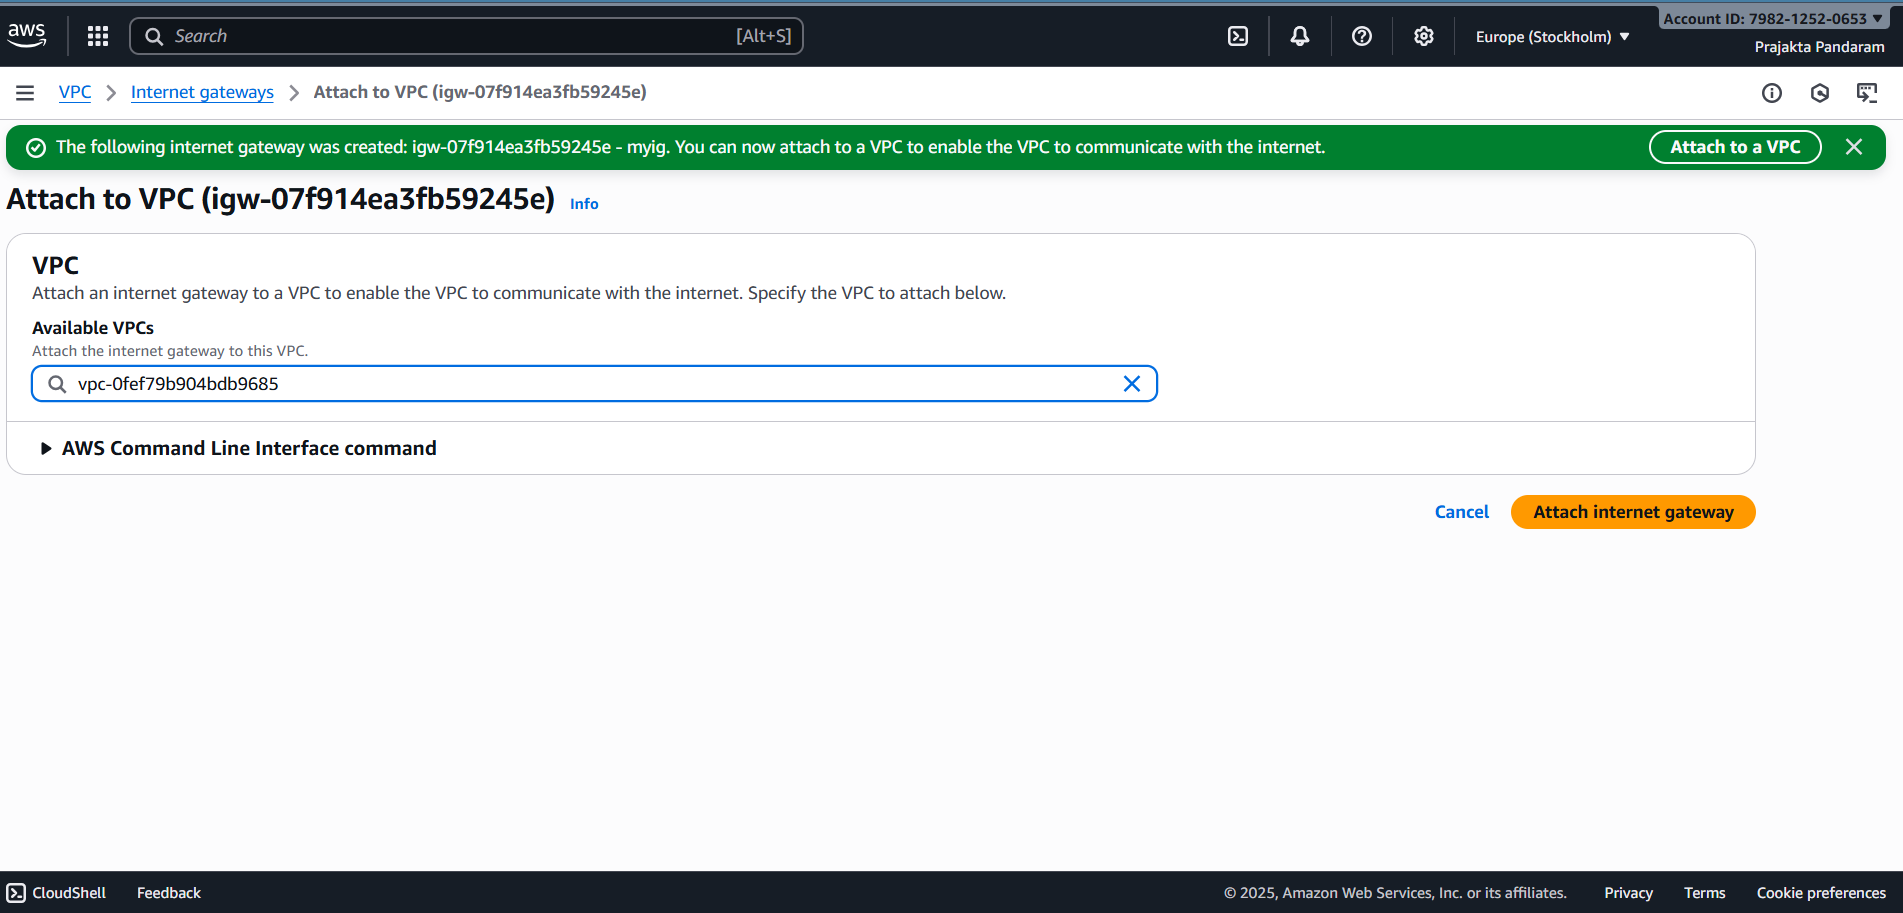 aws
Search [Alt+S]
Europe (Stockholm)
Account ID: 7982-1252-0653
Prajakta Pandaram
VPC > Internet gateways > Attach to VPC (igw-07f914ea3fb59245e)
The following internet gateway was created: igw-07f914ea3fb59245e - myig. You can now attach to a VPC to enable the VPC to communicate with the internet.
Attach to a VPC
Attach to VPC (igw-07f914ea3fb59245e) Info
VPC
Attach an internet gateway to a VPC to enable the VPC to communicate with the internet. Specify the VPC to attach below.
Available VPCs
Attach the internet gateway to this VPC.
vpc-0fef79b904bdb9685
AWS Command Line Interface command
Cancel Attach internet gateway
CloudShell Feedback © 2025, Amazon Web Services, Inc. or its affiliates. Privacy Terms Cookie preferences